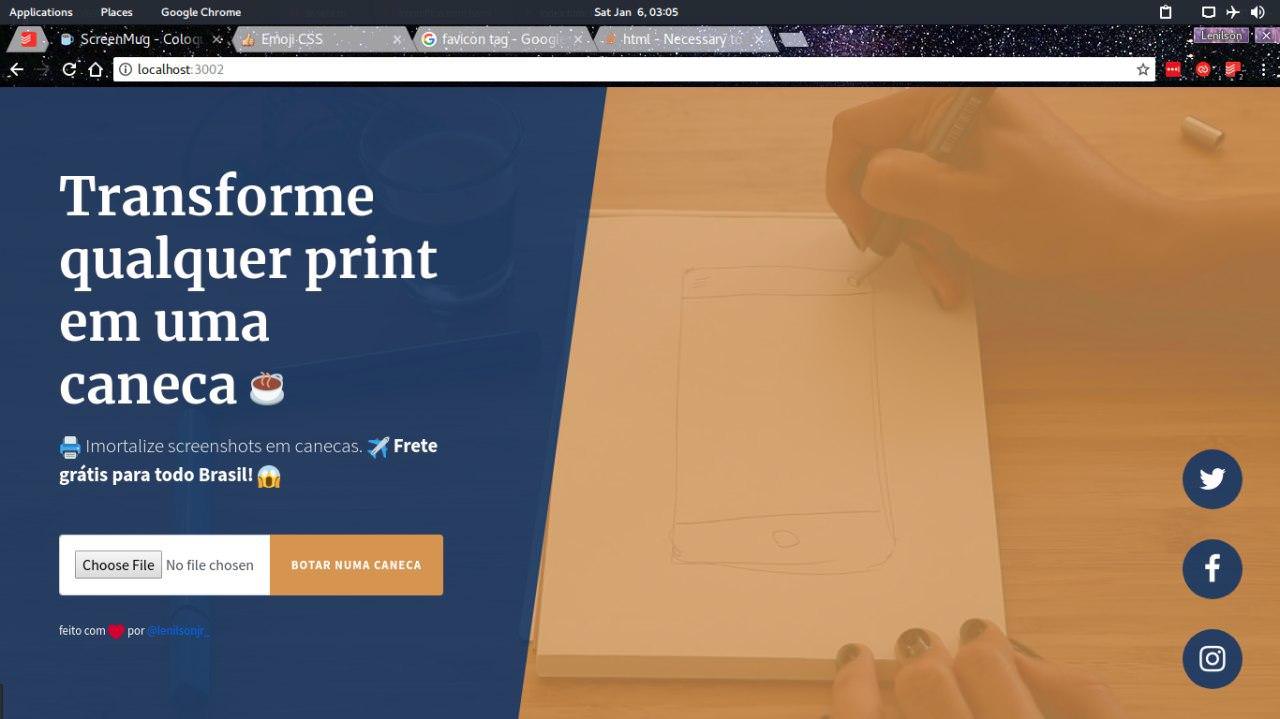 Applications Places Google Chrome Sat Jan 6, 03:05
ScreenMug - Coloq Emoji CSS favicon tag - Googl html - Necessary to Lenilson
localhost:3002
Transforme
qualquer print
em uma
caneca
Imortalize screenshots em canecas. Frete
grátis para todo Brasil!
Choose File No file chosen BOTAR NUMA CANECA
feito com por @lenilsonjr_